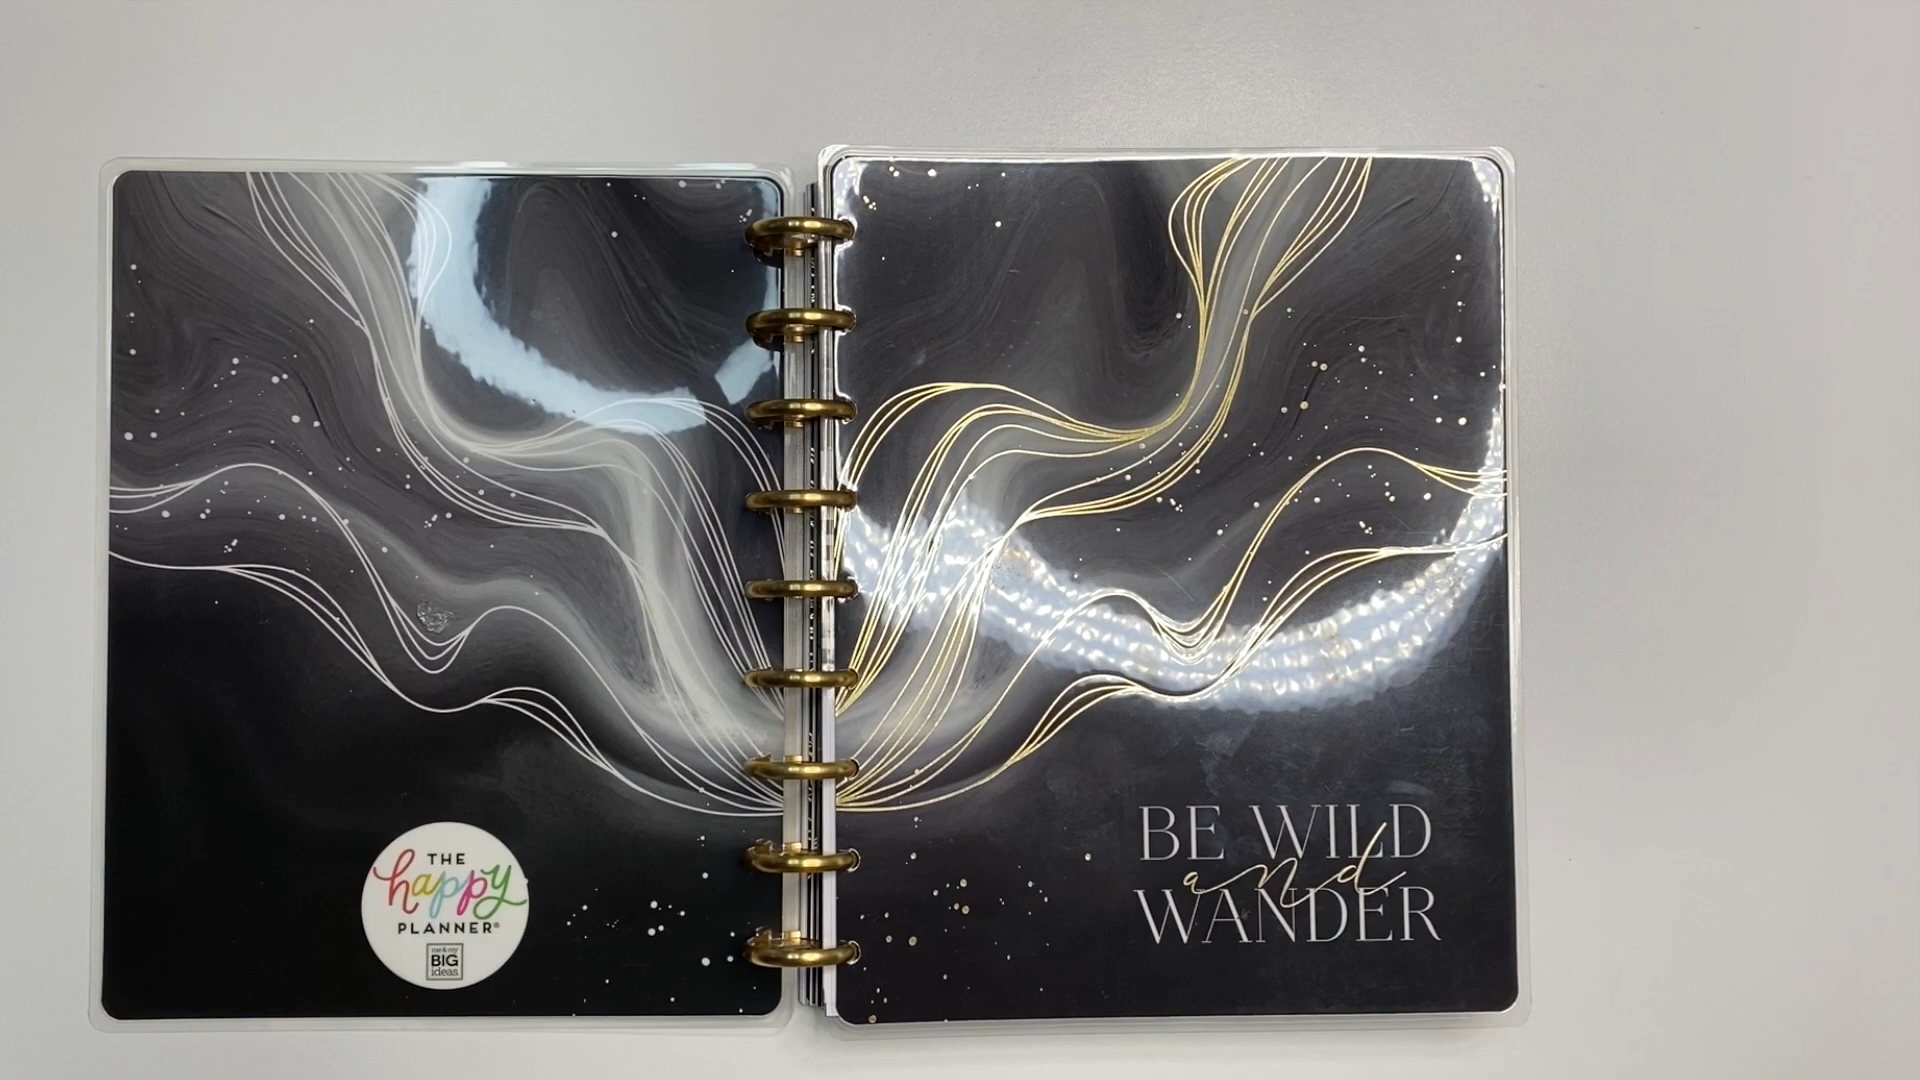 THE
happy
PLANNER®
me & my
BIG
ideas
BE WILD
and
WANDER